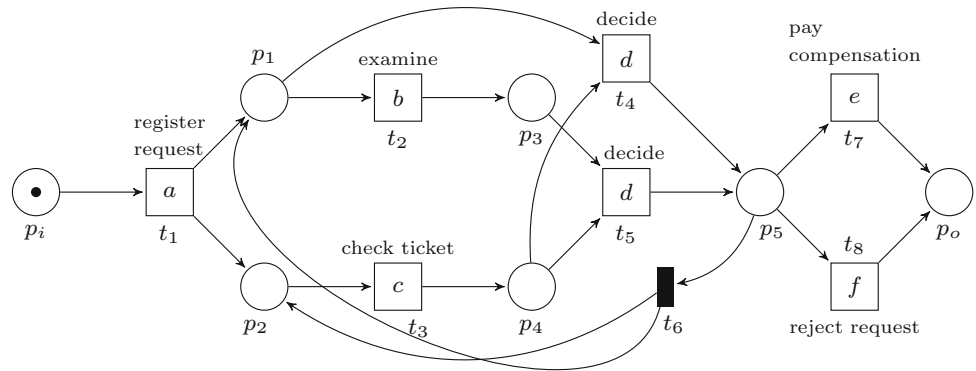 decide
pay
compensation
p1
examine
d
e
b
t4
t7
register
request
t2
p3
decide
a
d
pi
t1
t5
p5
po
check ticket
t8
c
f
p2
t3
p4
t6
reject request